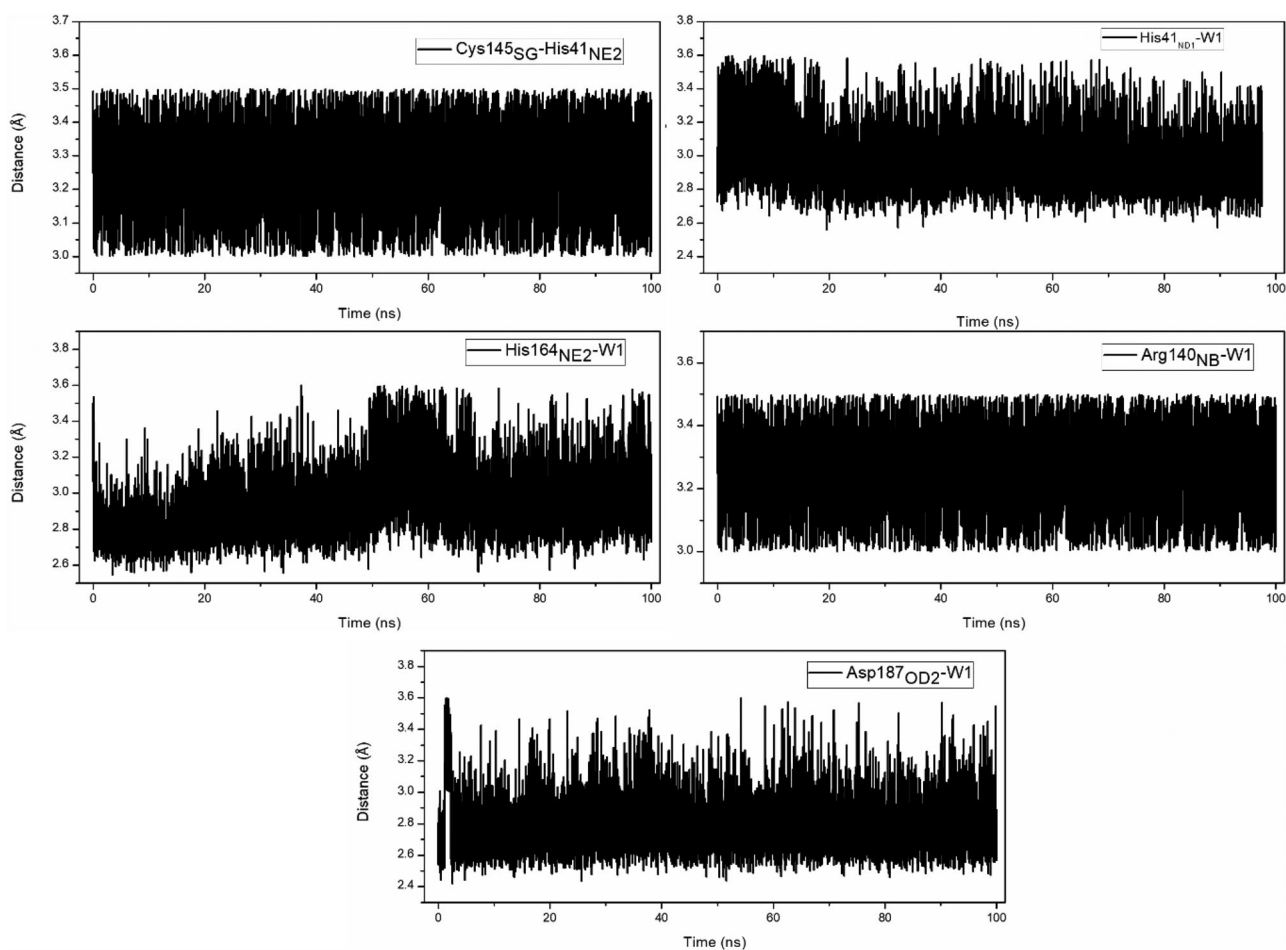 Cys145SG-His41NE2
3.7
3.6
3.5
3.4
3.3
3.2
3.1
3.0
Distance (Å)
0 20 40 60 80 100
Time (ns)
His41ND1-W1
3.6
3.4
3.2
3.0
2.8
2.6
2.4
0 20 40 60 80 100
Time (ns)
His164NE2-W1
3.8
3.6
3.4
3.2
3.0
2.8
2.6
Distance (Å)
0 20 40 60 80 100
Time (ns)
Arg140NB-W1
3.6
3.4
3.2
3.0
0 20 40 60 80 100
Time (ns)
Asp187OD2-W1
3.8
3.6
3.4
3.2
3.0
2.8
2.6
2.4
Distance (Å)
0 20 40 60 80 100
Time (ns)